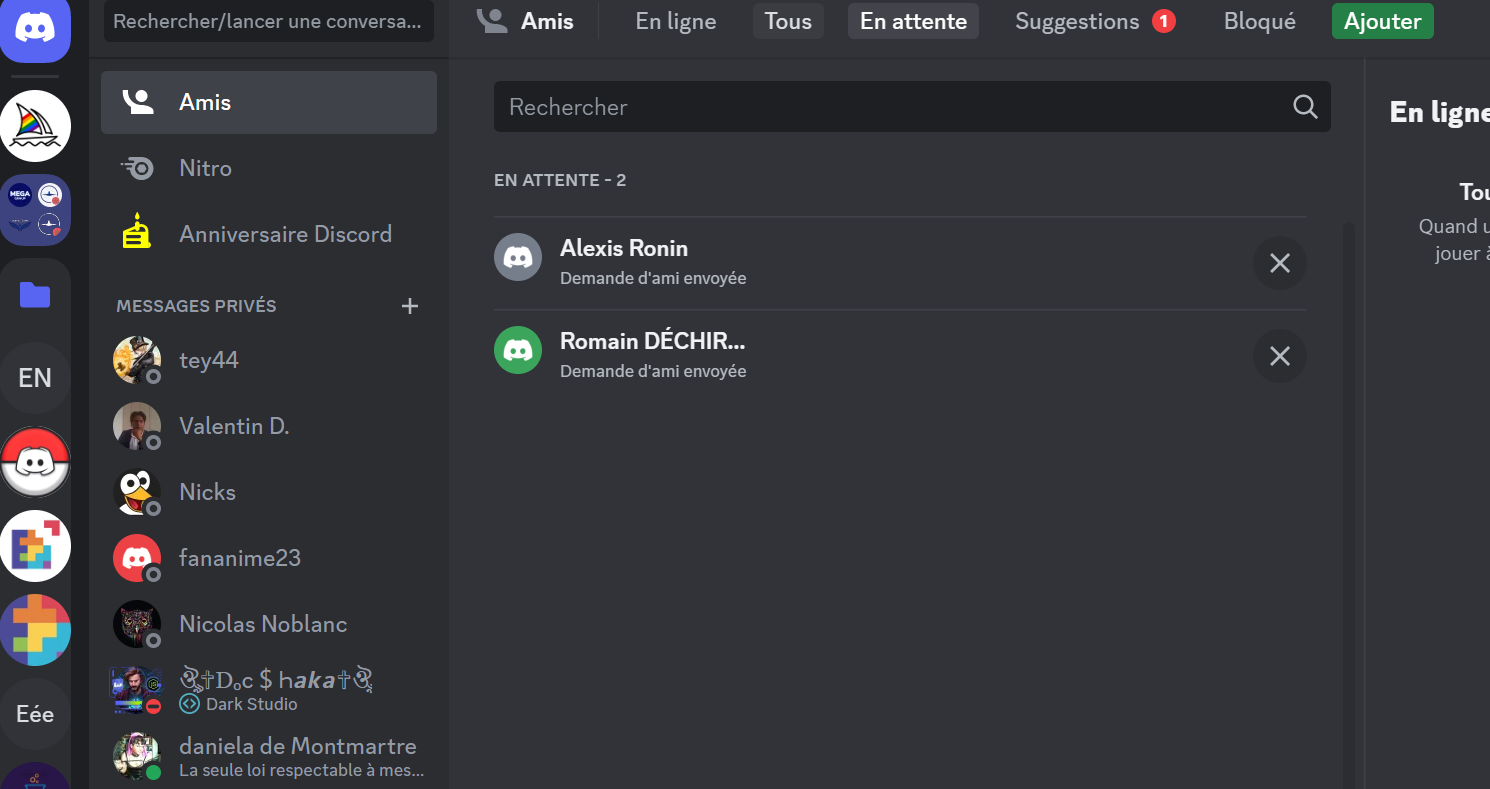 Rechercher/lancer une conversa...
Amis
En ligne
Tous
En attente
Suggestions
1
Bloqué
Ajouter
Amis
Nitro
Anniversaire Discord
MESSAGES PRIVÉS
tey44
Valentin D.
Nicks
fananime23
Nicolas Noblanc
ঔৣ☨D𝚘c $ h𝙖𝙠𝙖☨ঔৣ
Dark Studio
daniela de Montmartre
La seule loi respectable à mes...
MEGA
EN
Eée
Rechercher
EN ATTENTE - 2
Alexis Ronin
Demande d'ami envoyée
Romain DÉCHIR...
Demande d'ami envoyée
En ligne
Tou
Quand u
jouer à